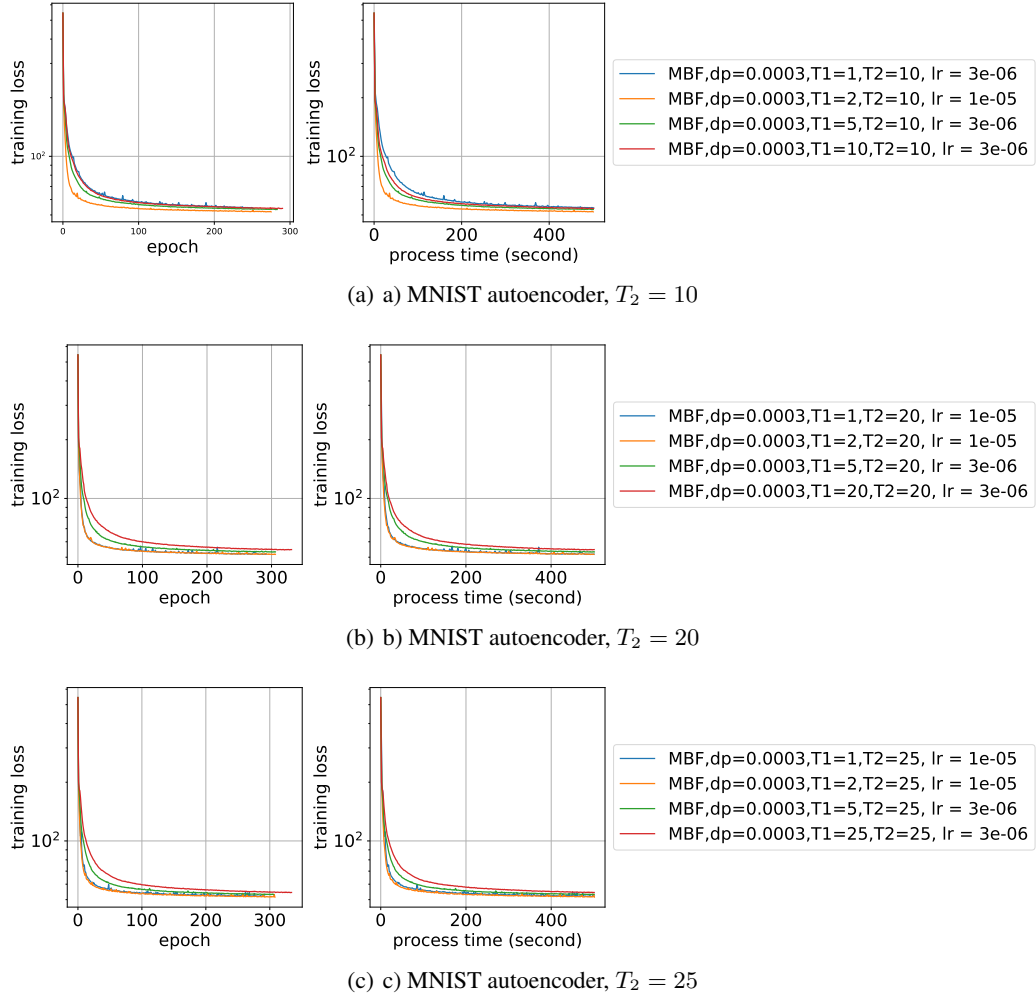 training loss
10²
0
100
200
300
epoch
training loss
10²
0
200
400
process time (second)
MBF,dp=0.0003,T1=1,T2=10, lr = 3e-06
MBF,dp=0.0003,T1=2,T2=10, lr = 1e-05
MBF,dp=0.0003,T1=5,T2=10, lr = 3e-06
MBF,dp=0.0003,T1=10,T2=10, lr = 3e-06
(a) a) MNIST autoencoder, T₂ = 10
training loss
10²
0
100
200
300
epoch
training loss
10²
0
200
400
process time (second)
MBF,dp=0.0003,T1=1,T2=20, lr = 1e-05
MBF,dp=0.0003,T1=2,T2=20, lr = 1e-05
MBF,dp=0.0003,T1=5,T2=20, lr = 3e-06
MBF,dp=0.0003,T1=20,T2=20, lr = 3e-06
(b) b) MNIST autoencoder, T₂ = 20
training loss
10²
0
100
200
300
epoch
training loss
10²
0
200
400
process time (second)
MBF,dp=0.0003,T1=1,T2=25, lr = 1e-05
MBF,dp=0.0003,T1=2,T2=25, lr = 1e-05
MBF,dp=0.0003,T1=5,T2=25, lr = 3e-06
MBF,dp=0.0003,T1=25,T2=25, lr = 3e-06
(c) c) MNIST autoencoder, T₂ = 25